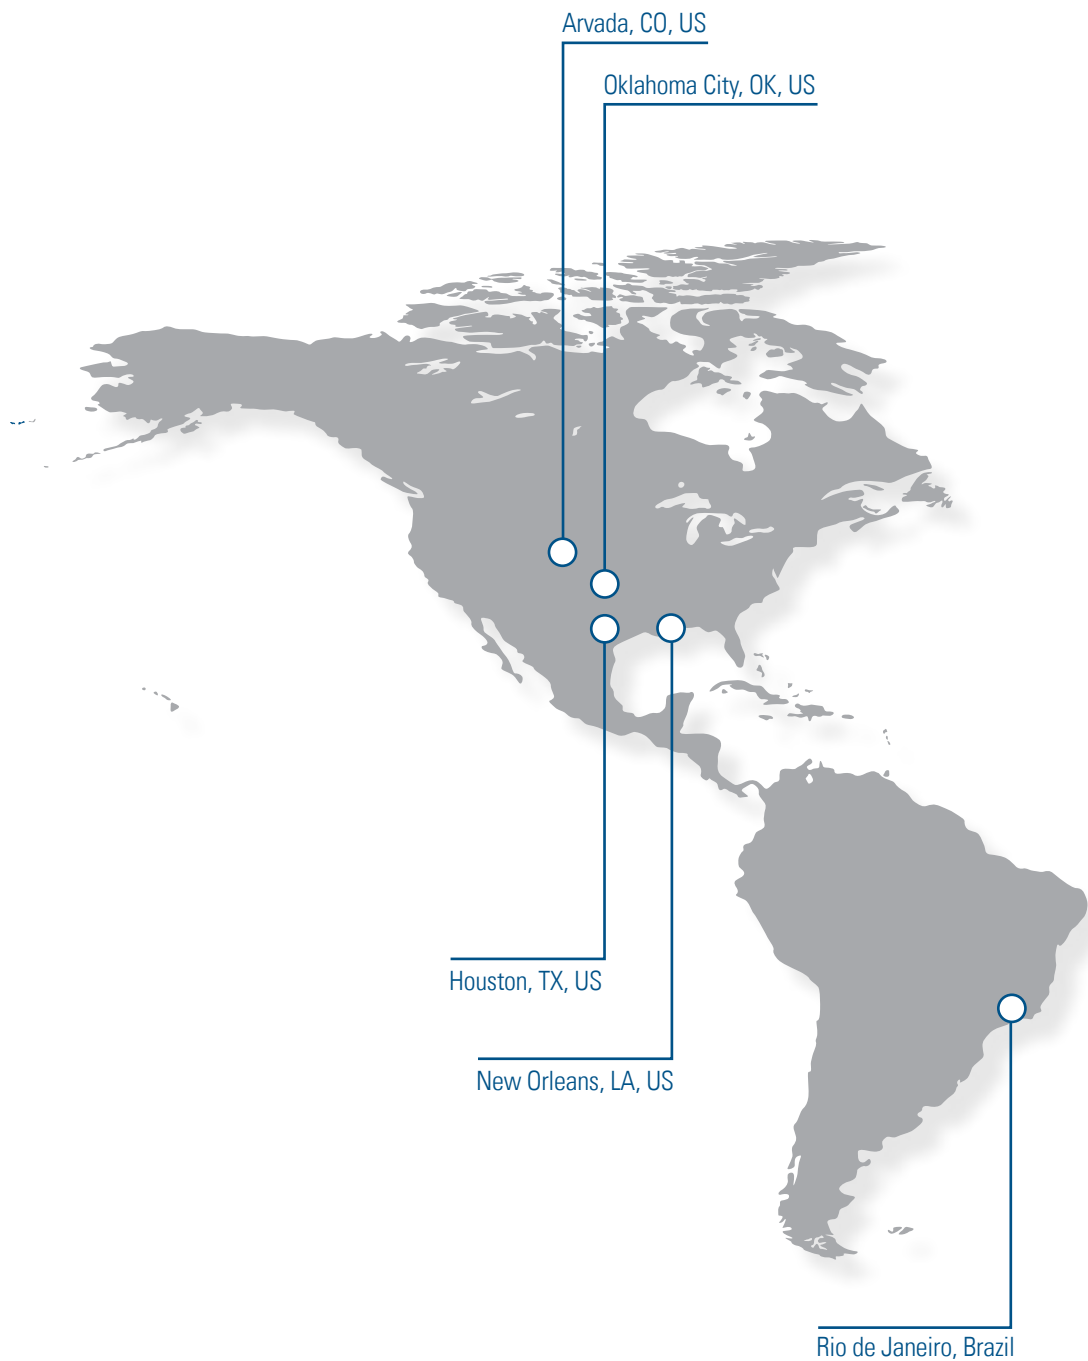 Arvada, CO, US
Oklahoma City, OK, US
Houston, TX, US
New Orleans, LA, US
Rio de Janeiro, Brazil